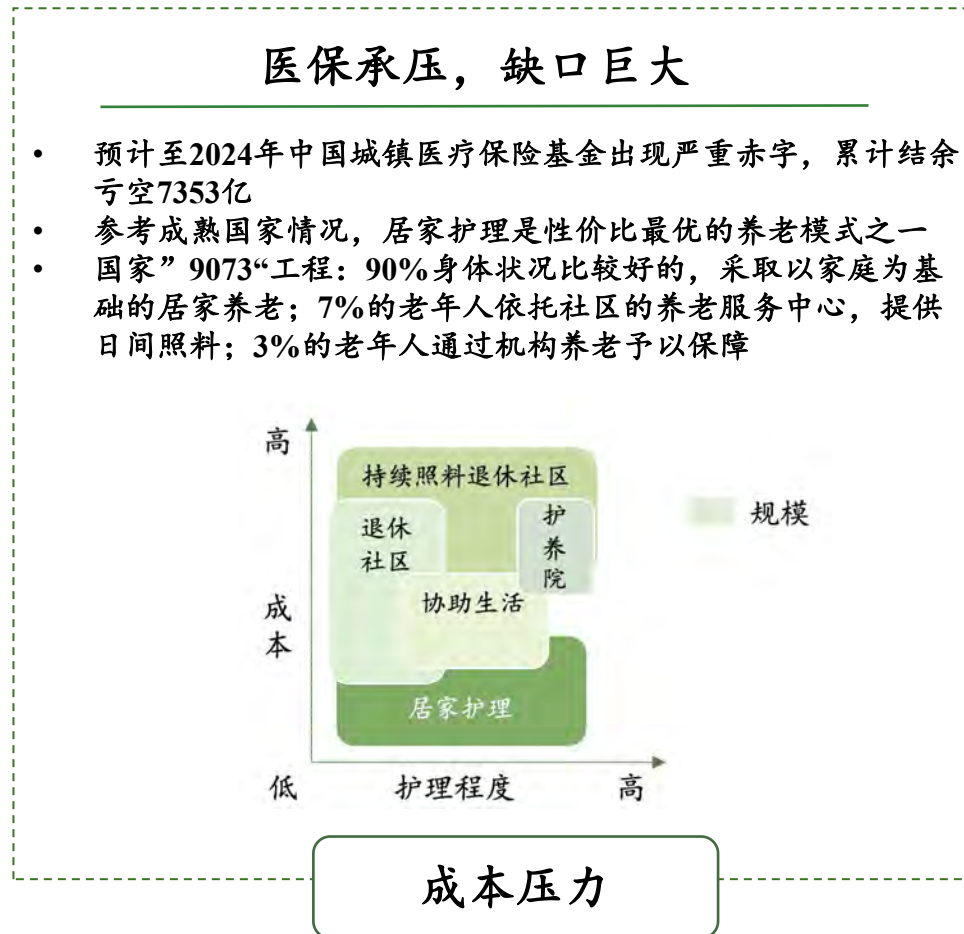 医保承压，缺口巨大
• 预计至2024年中国城镇医疗保险基金出现严重赤字，累计结余
亏空7353亿
• 参考成熟国家情况，居家护理是性价比最优的养老模式之一
• 国家”9073“工程：90%身体状况比较好的，采取以家庭为基
础的居家养老；7%的老年人依托社区的养老服务中心，提供
日间照料；3%的老年人通过机构养老予以保障
高
持续照料退休社区
退休
社区
护
养
院
规模
协助生活
成
本
居家护理
低
护理程度
高
成本压力